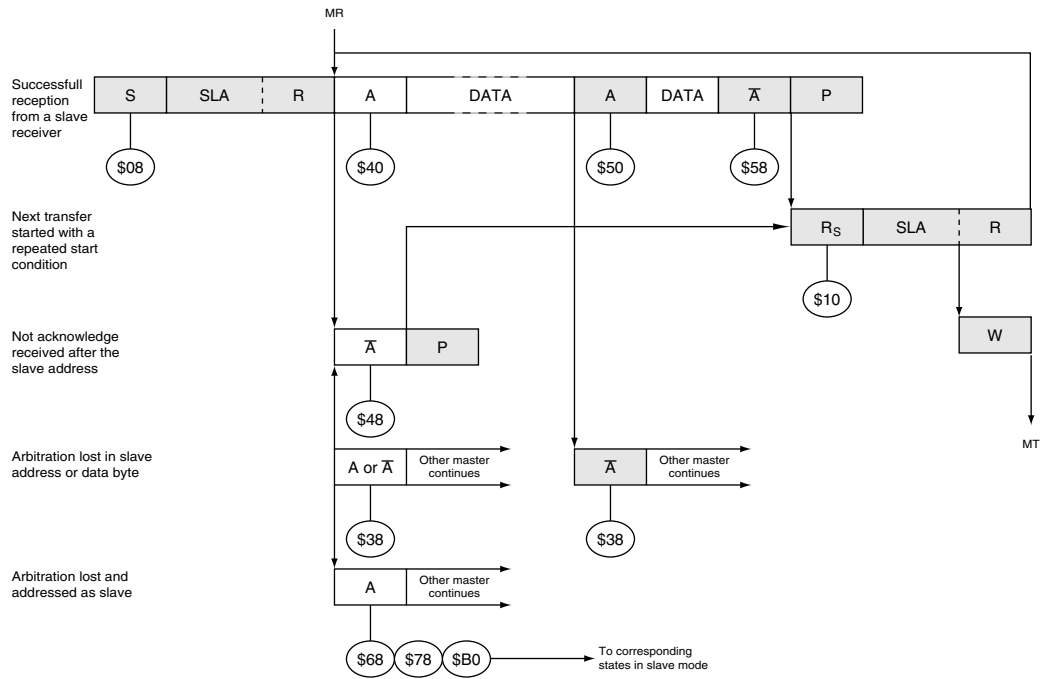 MR
Successfull
reception
from a slave
receiver
S SLA R A DATA A DATA A̅ P
$08 $40 $50 $58
Next transfer
started with a
repeated start
condition
RS SLA R
$10
Not acknowledge
received after the
slave address
A̅ P
W
$48
MT
Arbitration lost in slave
address or data byte
A or A̅
Other master
continues
A̅
Other master
continues
$38 $38
Arbitration lost and
addressed as slave
A
Other master
continues
$68 $78 $B0
To corresponding
states in slave mode